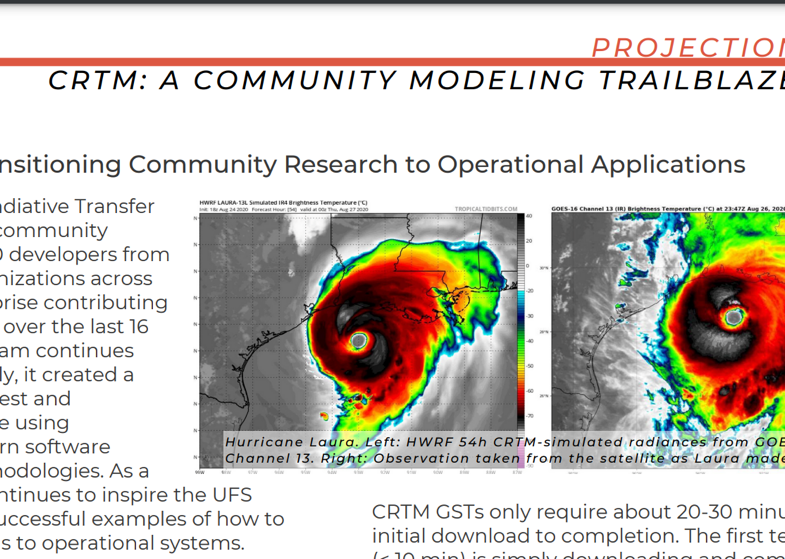 PROJECTION
CRTM: A COMMUNITY MODELING TRAILBLAZE
nsitioning Community Research to Operational Applications
adiative Transfer
community
0 developers from
nizations across
prise contributing
over the last 16
am continues
ly, it created a
est and
e using
rn software
hodologies. As a
ntinues to inspire the UFS
uccessful examples of how to
s to operational systems.
HWRF LAURA-13L Simulated IR4 Brightness Temperature (°C)
Init: 18z Aug 24 2020 Forecast Hour: [54] valid at 00z Thu, Aug 27 2020
TROPICALTIDBITS.COM
GOES-16 Channel 13 (IR) Brightness Temperature (°C) at 23:47Z Aug 26, 2020
Hurricane Laura. Left: HWRF 54h CRTM-simulated radiances from GOE
Channel 13. Right: Observation taken from the satellite as Laura made
CRTM GSTs only require about 20-30 minu
initial download to completion. The first te
(< 10 min) is simply downloading and com